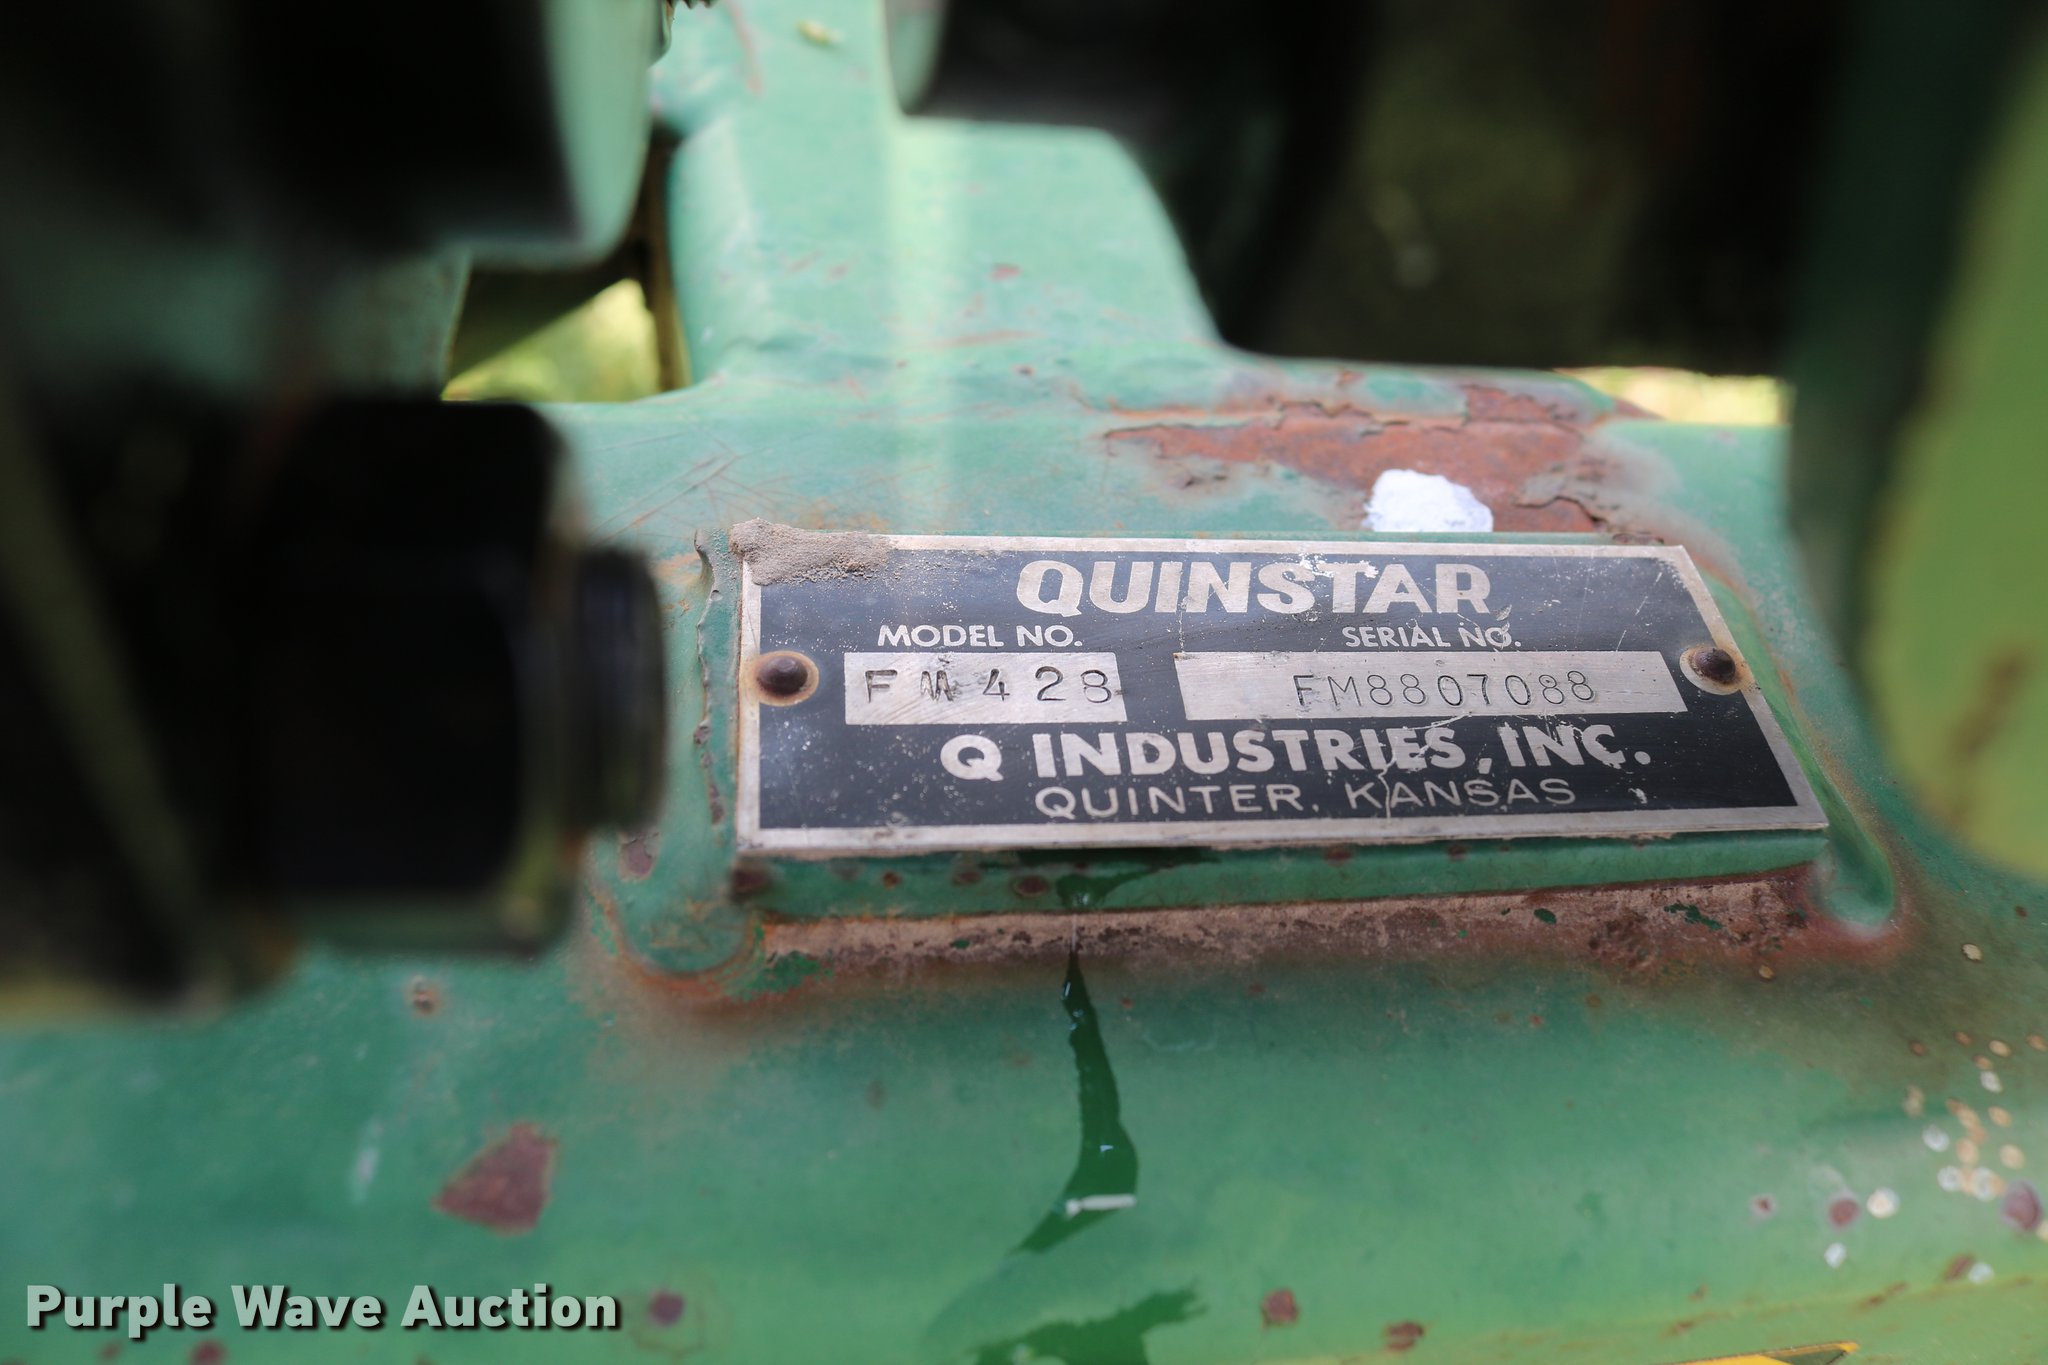 QUINSTAR
MODEL NO. SERIAL NO.
FM428 FM8807088
Q INDUSTRIES, INC.
QUINTER, KANSAS
Purple Wave Auction